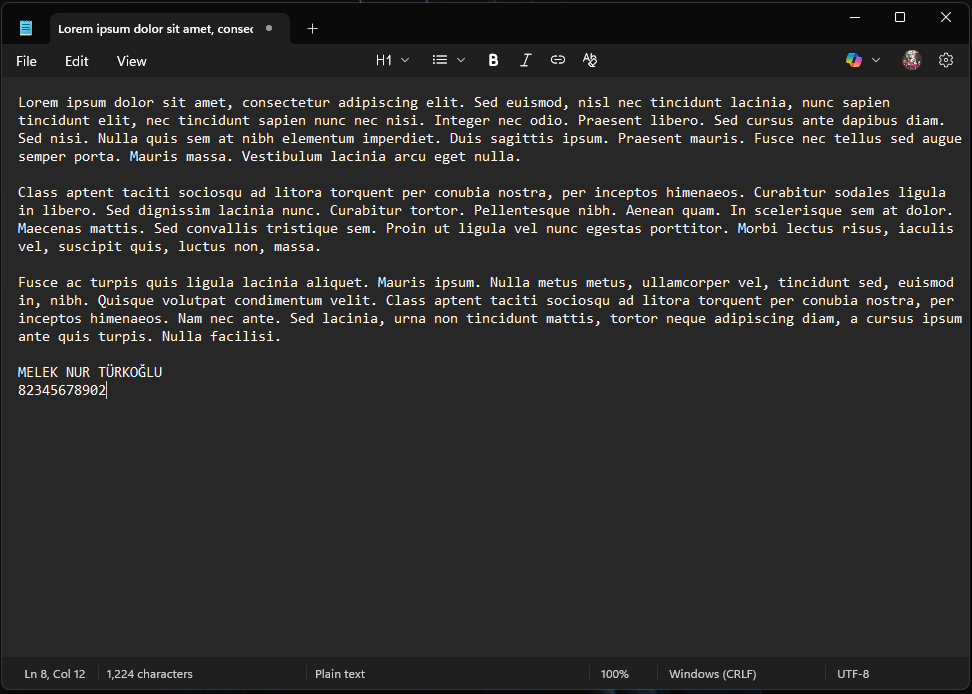 Lorem ipsum dolor sit amet, consec
File Edit View H1 B I
Lorem ipsum dolor sit amet, consectetur adipiscing elit. Sed euismod, nisl nec tincidunt lacinia, nunc sapien
tincidunt elit, nec tincidunt sapien nunc nec nisi. Integer nec odio. Praesent libero. Sed cursus ante dapibus diam.
Sed nisi. Nulla quis sem at nibh elementum imperdiet. Duis sagittis ipsum. Praesent mauris. Fusce nec tellus sed augue
semper porta. Mauris massa. Vestibulum lacinia arcu eget nulla.
Class aptent taciti sociosqu ad litora torquent per conubia nostra, per inceptos himenaeos. Curabitur sodales ligula
in libero. Sed dignissim lacinia nunc. Curabitur tortor. Pellentesque nibh. Aenean quam. In scelerisque sem at dolor.
Maecenas mattis. Sed convallis tristique sem. Proin ut ligula vel nunc egestas porttitor. Morbi lectus risus, iaculis
vel, suscipit quis, luctus non, massa.
Fusce ac turpis quis ligula lacinia aliquet. Mauris ipsum. Nulla metus metus, ullamcorper vel, tincidunt sed, euismod
in, nibh. Quisque volutpat condimentum velit. Class aptent taciti sociosqu ad litora torquent per conubia nostra, per
inceptos himenaeos. Nam nec ante. Sed lacinia, urna non tincidunt mattis, tortor neque adipiscing diam, a cursus ipsum
ante quis turpis. Nulla facilisi.
MELEK NUR TÜRKOĞLU
82345678902
Ln 8, Col 12 1,224 characters Plain text 100% Windows (CRLF) UTF-8